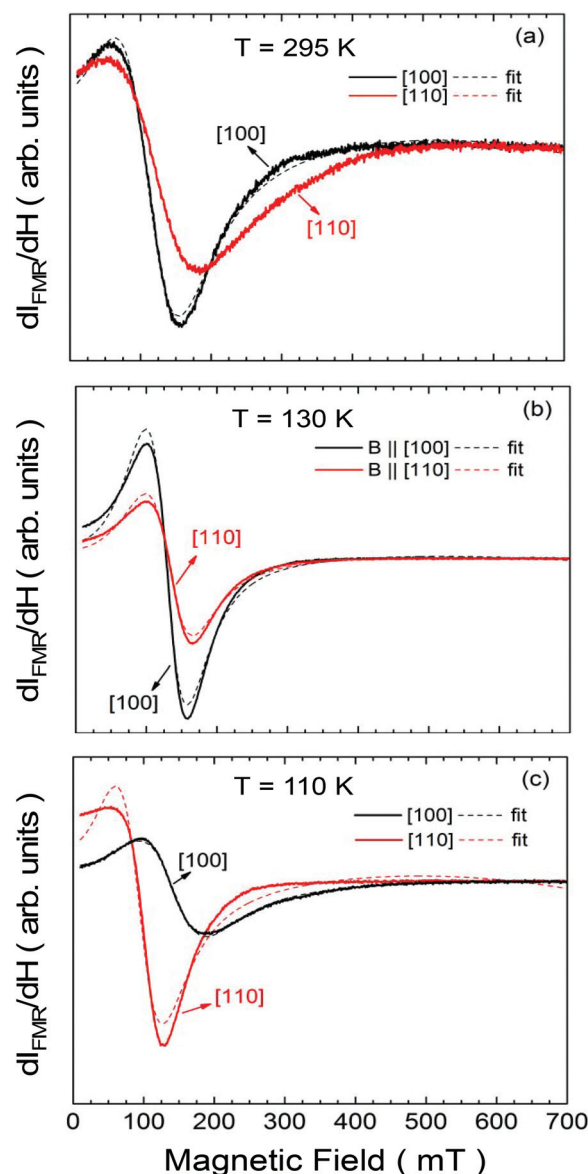 (a)
T = 295 K
[100] fit
[110] fit
[100]
[110]
dI_FMR/dH ( arb. units )
(b)
T = 130 K
B || [100] fit
B || [110] fit
[110]
[100]
dI_FMR/dH ( arb. units )
(c)
T = 110 K
[100] fit
[110] fit
[100]
[110]
dI_FMR/dH ( arb. units )
0 100 200 300 400 500 600 700
Magnetic Field ( mT )